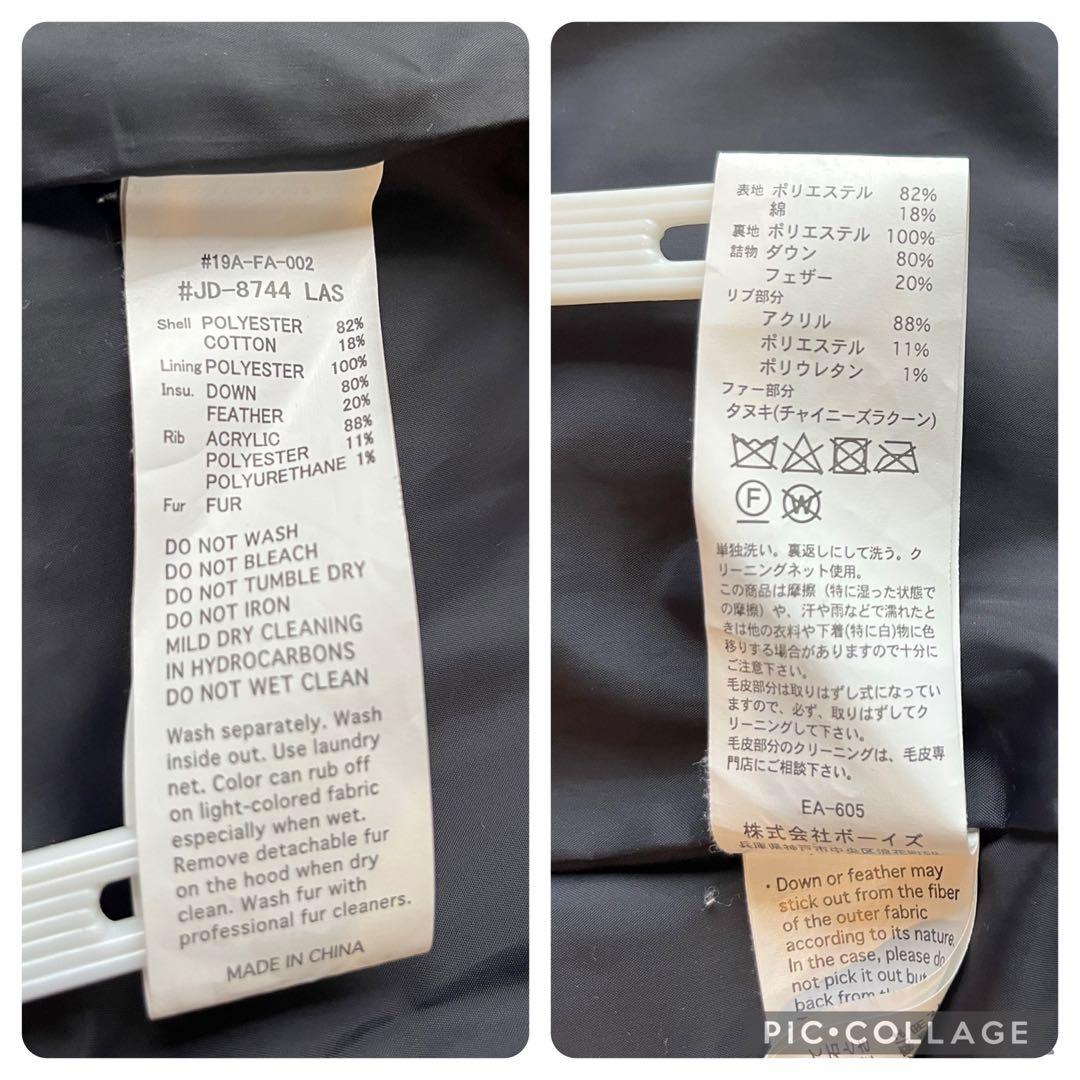 #19A-FA-002
#JD-8744 LAS
Shell POLYESTER 82%
COTTON 18%
Lining POLYESTER 100%
Insu. DOWN 80%
FEATHER 20%
Rib ACRYLIC 88%
POLYESTER 11%
POLYURETHANE 1%
Fur FUR
DO NOT WASH
DO NOT BLEACH
DO NOT TUMBLE DRY
DO NOT IRON
MILD DRY CLEANING
IN HYDROCARBONS
DO NOT WET CLEAN
Wash separately. Wash
inside out. Use laundry
net. Color can rub off
on light-colored fabric
especially when wet.
Remove detachable fur
on the hood when dry
clean. Wash fur with
professional fur cleaners.
MADE IN CHINA
表地 ポリエステル 82%
綿 18%
裏地 ポリエステル 100%
詰物 ダウン 80%
フェザー 20%
リブ部分
アクリル 88%
ポリエステル 11%
ポリウレタン 1%
ファー部分
タヌキ(チャイニーズラクーン)
F W
単独洗い。裏返しにして洗う。ク
リーニングネット使用。
この商品は摩擦（特に湿った状態で
の摩擦）や、汗や雨などで濡れたと
きは他の衣料や下着(特に白)物に色
移りする場合がありますので十分に
ご注意下さい。
毛皮部分は取りはずし式になってい
ますので、必ず、取りはずしてク
リーニングして下さい。
毛皮部分のクリーニングは、毛皮専
門店にご相談下さい。
EA-605
株式会社ボーイズ
兵庫県神戸市中央区浪花町59
・Down or feather may
stick out from the fiber
of the outer fabric
according to its nature.
In the case, please do
not pick it out but
back from
PIC•COLLAGE